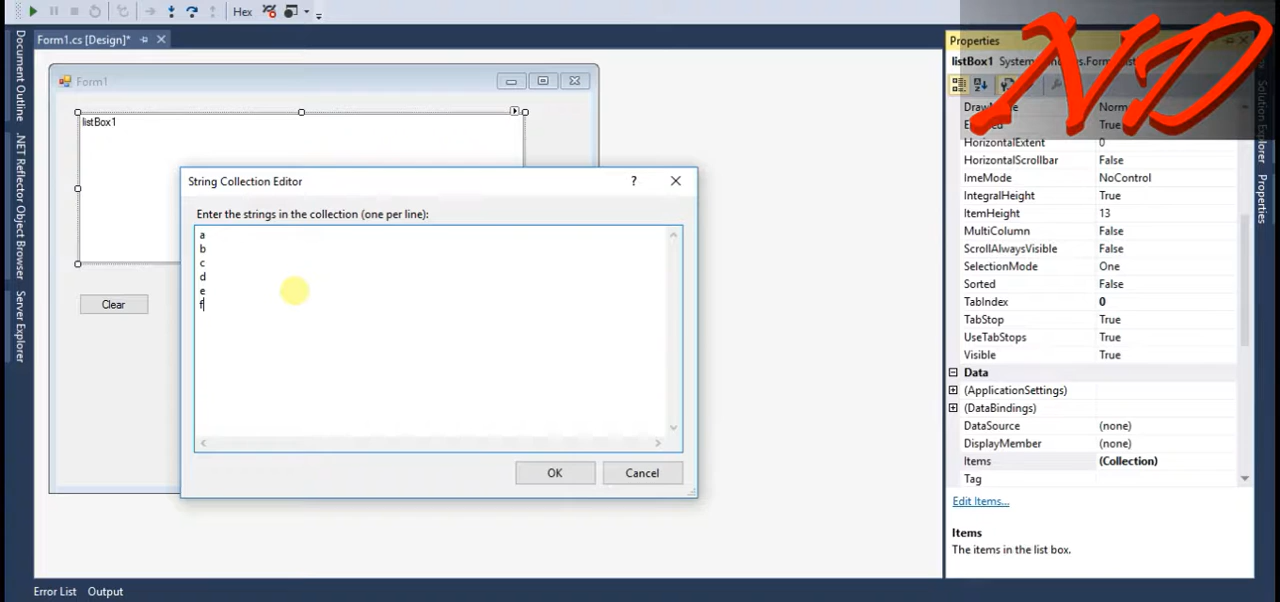 Hex
Form1.cs [Design]*
Document Outline
.NET Reflector Object Browser
Server Explorer
Form1
listBox1
Clear
String Collection Editor
?
Enter the strings in the collection (one per line):
a
b
c
d
e
f
OK
Cancel
Properties
listBox1
ND
True
HorizontalExtent 0
HorizontalScrollbar False
ImeMode NoControl
IntegralHeight True
ItemHeight 13
MultiColumn False
ScrollAlwaysVisible False
SelectionMode One
Sorted False
TabIndex 0
TabStop True
UseTabStops True
Visible True
Data
(ApplicationSettings)
(DataBindings)
DataSource (none)
DisplayMember (none)
Items (Collection)
Tag
Edit Items...
Items
The items in the list box.
Solution Explorer
Properties
Error List
Output